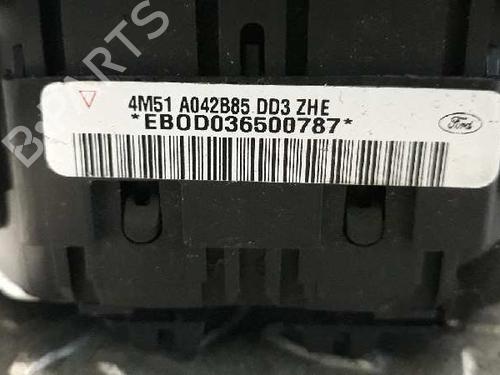 B-PARTS
4M51 A042B85 DD3 ZHE
*EBOD036500787*
Ford